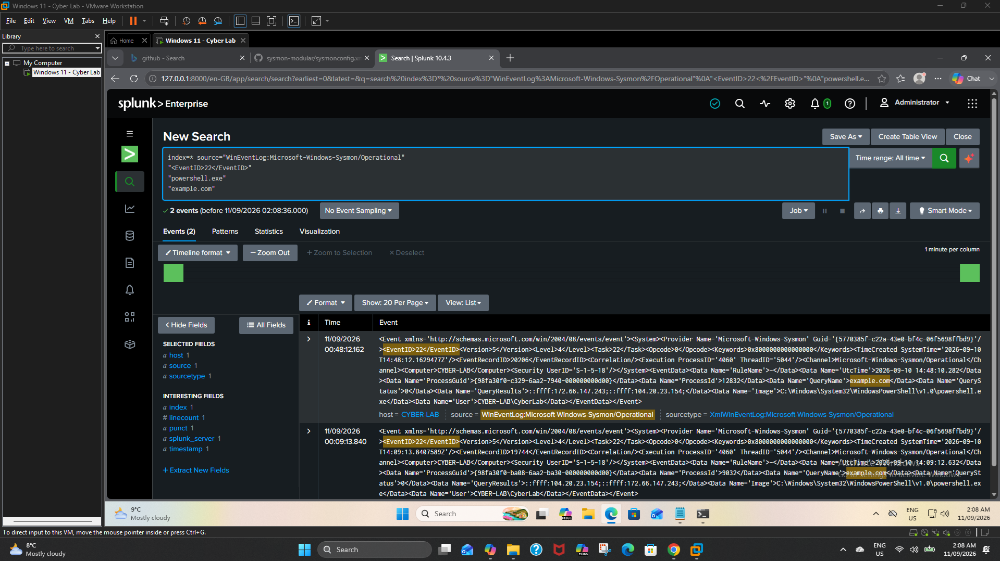 Windows 11 - Cyber Lab - VMware Workstation
File Edit View VM Tabs Help
Library
Type here to search
My Computer
Windows 11 - Cyber Lab
Home
Windows 11 - Cyber Lab
github - Search
sysmon-modular/sysmonconfig.xm
Search | Splunk 10.4.3
127.0.0.1:8000/en-GB/app/search/search?earliest=0&latest=&q=search%20index%3D*%20source%3D"WinEventLog%3AMicrosoft-Windows-Sysmon%2FOperational"%0A"<EventID>22<%2FEventID>"%0A"powershell.e...
Chat
splunk>Enterprise
1
Administrator
New Search
Save As
Create Table View
Close
index=* source="WinEventLog:Microsoft-Windows-Sysmon/Operational"
"<EventID>22</EventID>"
"powershell.exe"
"example.com"
Time range: All time
2 events (before 11/09/2026 02:08:36.000)
No Event Sampling
Job
Smart Mode
Events (2)
Patterns
Statistics
Visualization
Timeline format
Zoom Out
+ Zoom to Selection
× Deselect
1 minute per column
Format
Show: 20 Per Page
View: List
Hide Fields
All Fields
i
Time
Event
SELECTED FIELDS
a host 1
a source 1
a sourcetype 1
INTERESTING FIELDS
a index 1
# linecount 1
a punct 1
a splunk_server 1
a timestamp 1
+ Extract New Fields
11/09/2026
00:48:12.162
<Event xmlns='http://schemas.microsoft.com/win/2004/08/events/event'><System><Provider Name='Microsoft-Windows-Sysmon' Guid='{5770385f-c22a-43e0-bf4c-06f5698ffbd9}'/
><EventID>22</EventID><Version>5</Version><Level>4</Level><Task>22</Task><Opcode>0</Opcode><Keywords>0x8000000000000000</Keywords><TimeCreated SystemTime='2026-09-10
T14:48:12.1629477Z'/><EventRecordID>20206</EventRecordID><Correlation/><Execution ProcessID='4060' ThreadID='5044'/><Channel>Microsoft-Windows-Sysmon/Operational</Ch
annel><Computer>CYBER-LAB</Computer><Security UserID='S-1-5-18'/></System><EventData><Data Name='RuleName'>-</Data><Data Name='UtcTime'>2026-09-10 14:48:10.282</Data
><Data Name='ProcessGuid'>{98fa30f0-c329-6aa2-7940-000000000d00}</Data><Data Name='ProcessId'>12832</Data><Data Name='QueryName'>example.com</Data><Data Name='QueryS
tatus'>0</Data><Data Name='QueryResults'>::ffff:172.66.147.243;::ffff:104.20.23.154;</Data><Data Name='Image'>C:\Windows\System32\WindowsPowerShell\v1.0\powershell.e
xe</Data><Data Name='User'>CYBER-LAB\CyberLab</Data></EventData></Event>
host = CYBER-LAB source = WinEventLog:Microsoft-Windows-Sysmon/Operational sourcetype = XmlWinEventLog:Microsoft-Windows-Sysmon/Operational
11/09/2026
00:09:13.840
<Event xmlns='http://schemas.microsoft.com/win/2004/08/events/event'><System><Provider Name='Microsoft-Windows-Sysmon' Guid='{5770385f-c22a-43e0-bf4c-06f5698ffbd9}'/
><EventID>22</EventID><Version>5</Version><Level>4</Level><Task>22</Task><Opcode>0</Opcode><Keywords>0x8000000000000000</Keywords><TimeCreated SystemTime='2026-09-10
T14:09:13.8407589Z'/><EventRecordID>19744</EventRecordID><Correlation/><Execution ProcessID='4060' ThreadID='5044'/><Channel>Microsoft-Windows-Sysmon/Operational</Ch
annel><Computer>CYBER-LAB</Computer><Security UserID='S-1-5-18'/></System><EventData><Data Name='RuleName'>-</Data><Data Name='UtcTime'>2026-09-10 14:09:12.632</Data
><Data Name='ProcessGuid'>{98fa30f0-ba08-6aa2-ba30-000000000d00}</Data><Data Name='ProcessId'>9032</Data><Data Name='QueryName'>example.com</Data><Data Name='QuerySt
atus'>0</Data><Data Name='QueryResults'>::ffff:104.20.23.154;::ffff:172.66.147.243;</Data><Data Name='Image'>C:\Windows\System32\WindowsPowerShell\v1.0\powershell.ex
e</Data><Data Name='User'>CYBER-LAB\CyberLab</Data></EventData></Event>
Activate Windows
Go to Settings to activate Windows.
9°C
Mostly cloudy
Search
M365
ENG
US
2:08 AM
11/09/2026
To direct input to this VM, move the mouse pointer inside or press Ctrl+G.
8°C
Mostly cloudy
Search
M365
ENG
US
2:08 AM
11/09/2026